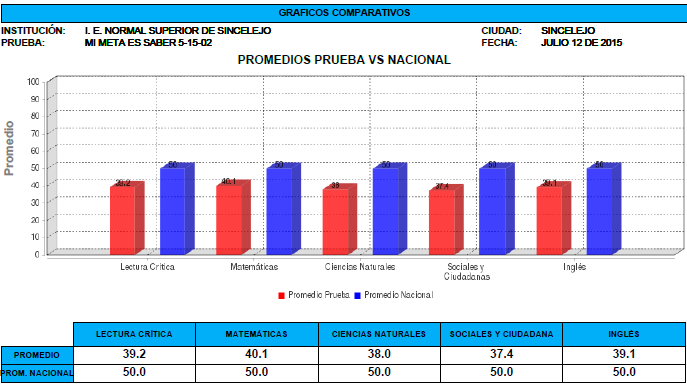 GRAFICOS COMPARATIVOS
INSTITUCIÓN: I. E. NORMAL SUPERIOR DE SINCELEJO CIUDAD: SINCELEJO
PRUEBA: MI META ES SABER 5-15-02 FECHA: JULIO 12 DE 2015
PROMEDIOS PRUEBA VS NACIONAL
Promedio
100
90
80
70
60
50
40
30
20
10
0
39.2 50 40.1 50 38 50 37.4 50 39.1 50
Lectura Crítica Matemáticas Ciencias Naturales Sociales y Inglés
Ciudadanas
Promedio Prueba Promedio Nacional
LECTURA CRÍTICA MATEMÁTICAS CIENCIAS NATURALES SOCIALES Y CIUDADANA INGLÉS
PROMEDIO 39.2 40.1 38.0 37.4 39.1
PROM. NACIONAL 50.0 50.0 50.0 50.0 50.0